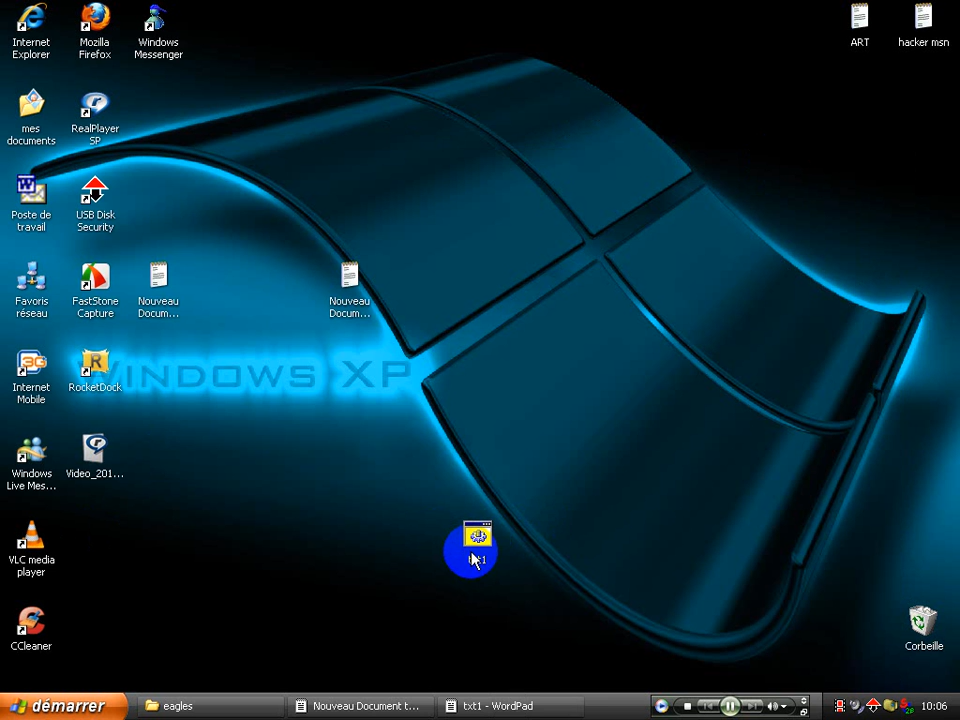 Internet
Explorer
Mozilla
Firefox
Windows
Messenger
ART
hacker msn
mes
documents
RealPlayer
SP
Poste de
travail
USB Disk
Security
Favoris
réseau
FastStone
Capture
Nouveau
Docum...
Nouveau
Docum...
WINDOWS XP
Internet
Mobile
RocketDock
Windows
Live Mes...
Video_201...
VLC media
player
txt1
CCleaner
Corbeille
démarrer
eagles
Nouveau Document t...
txt1 - WordPad
10:06